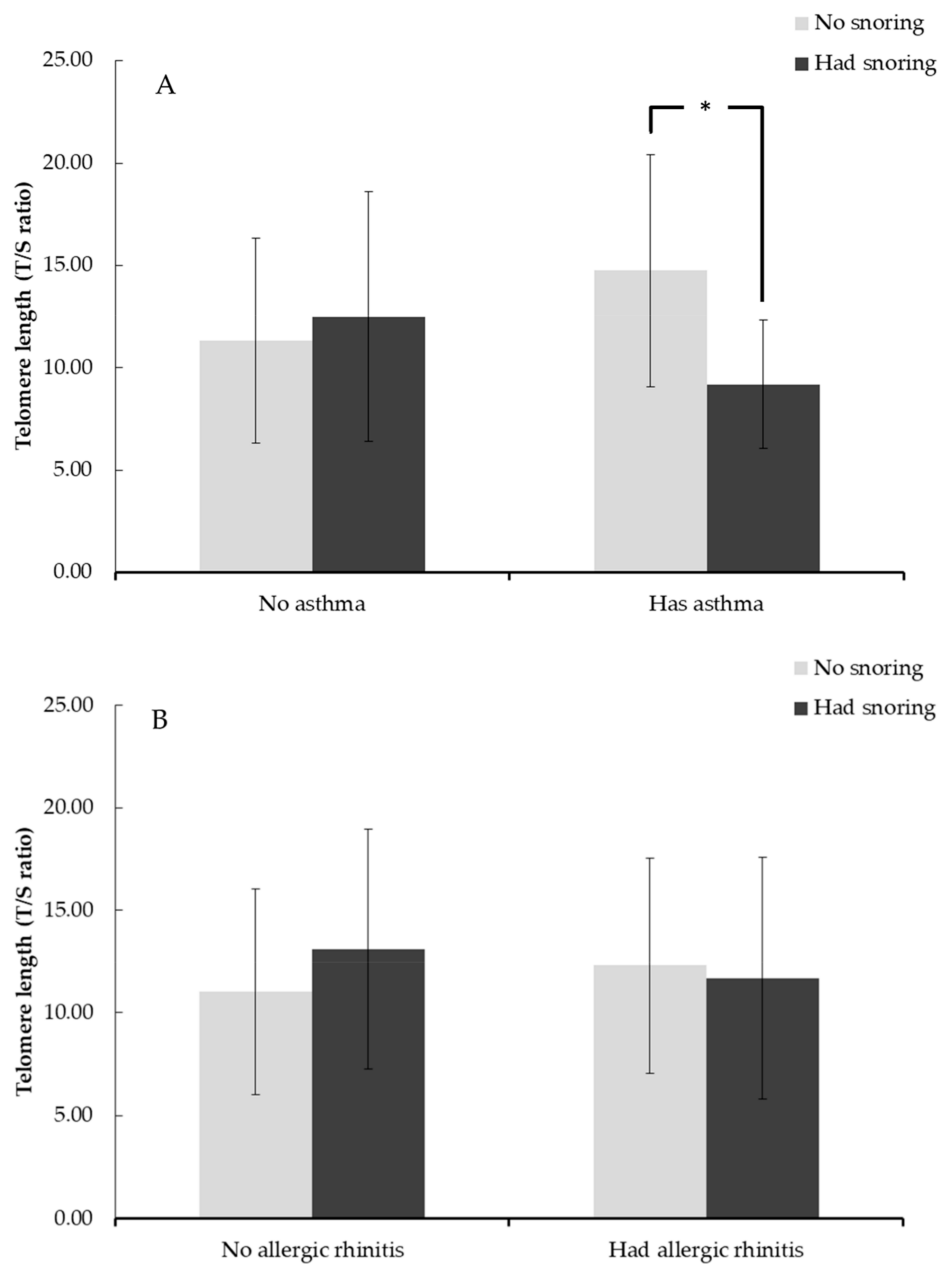 No snoring
Had snoring
A
*
Telomere length (T/S ratio)
25.00
20.00
15.00
10.00
5.00
0.00
No asthma Has asthma
No snoring
Had snoring
B
Telomere length (T/S ratio)
25.00
20.00
15.00
10.00
5.00
0.00
No allergic rhinitis Had allergic rhinitis